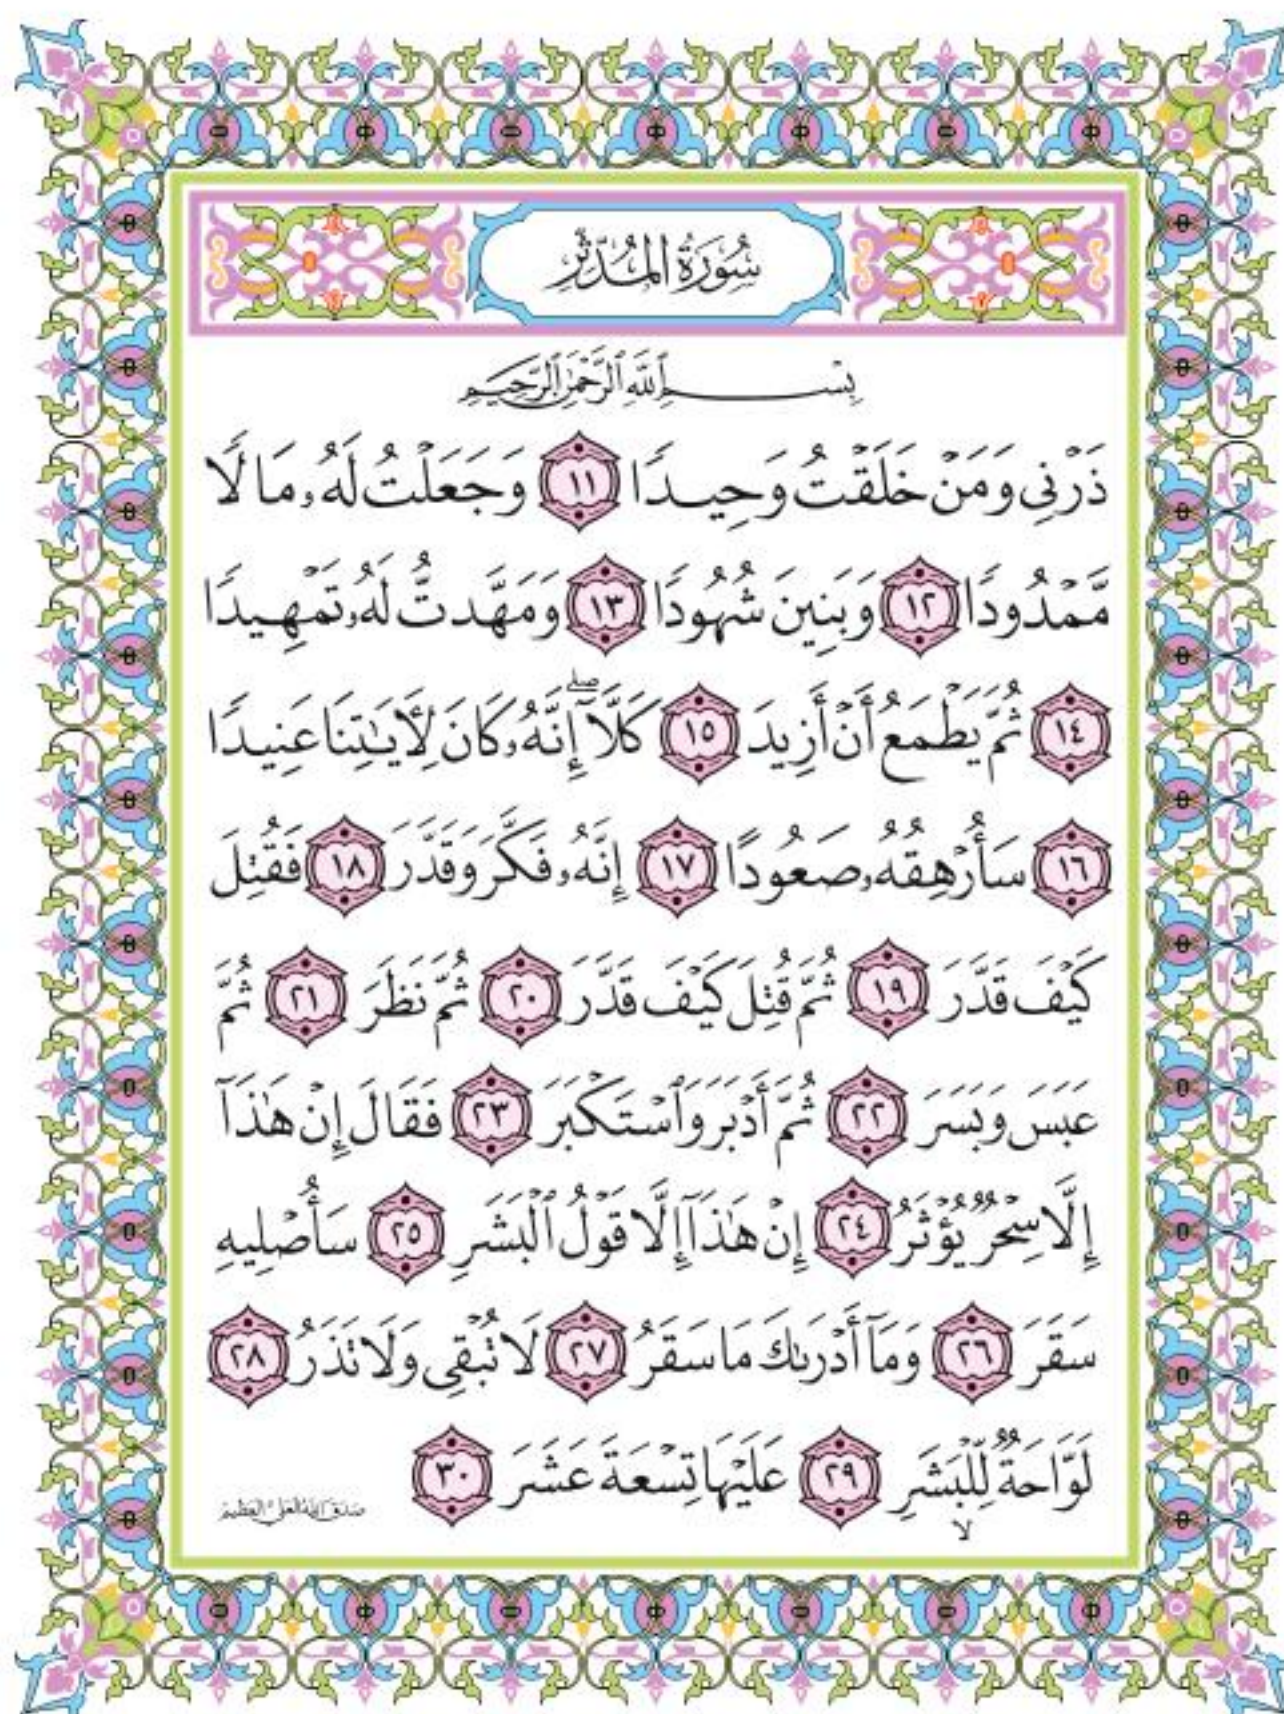 سُورَةُ المُدَّثِّرِ
بِسْمِ ٱللَّهِ ٱلرَّحْمَٰنِ ٱلرَّحِيمِ
ذَرْنِى وَمَنْ خَلَقْتُ وَحِيدًا ١١ وَجَعَلْتُ لَهُۥ مَالًا
مَّمْدُودًا ١٢ وَبَنِينَ شُهُودًا ١٣ وَمَهَّدتُّ لَهُۥ تَمْهِيدًا
١٤ ثُمَّ يَطْمَعُ أَنْ أَزِيدَ ١٥ كَلَّآ ۖ إِنَّهُۥ كَانَ لِأَيَـٰتِنَا عَنِيدًا
١٦ سَأُرْهِقُهُۥ صَعُودًا ١٧ إِنَّهُۥ فَكَّرَ وَقَدَّرَ ١٨ فَقُتِلَ
كَيْفَ قَدَّرَ ١٩ ثُمَّ قُتِلَ كَيْفَ قَدَّرَ ٢٠ ثُمَّ نَظَرَ ٢١ ثُمَّ
عَبَسَ وَبَسَرَ ٢٢ ثُمَّ أَدْبَرَ وَٱسْتَكْبَرَ ٢٣ فَقَالَ إِنْ هَٰذَآ
إِلَّا سِحْرٌ يُؤْثَرُ ٢٤ إِنْ هَٰذَآ إِلَّا قَوْلُ ٱلْبَشَرِ ٢٥ سَأُصْلِيهِ
سَقَرَ ٢٦ وَمَآ أَدْرَىٰكَ مَا سَقَرُ ٢٧ لَا تُبْقِى وَلَا تَذَرُ ٢٨
لَوَّاحَةٌ لِّلْبَشَرِ ٢٩ عَلَيْهَا تِسْعَةَ عَشَرَ ٣٠
لا
صدق الله العلي العظيم